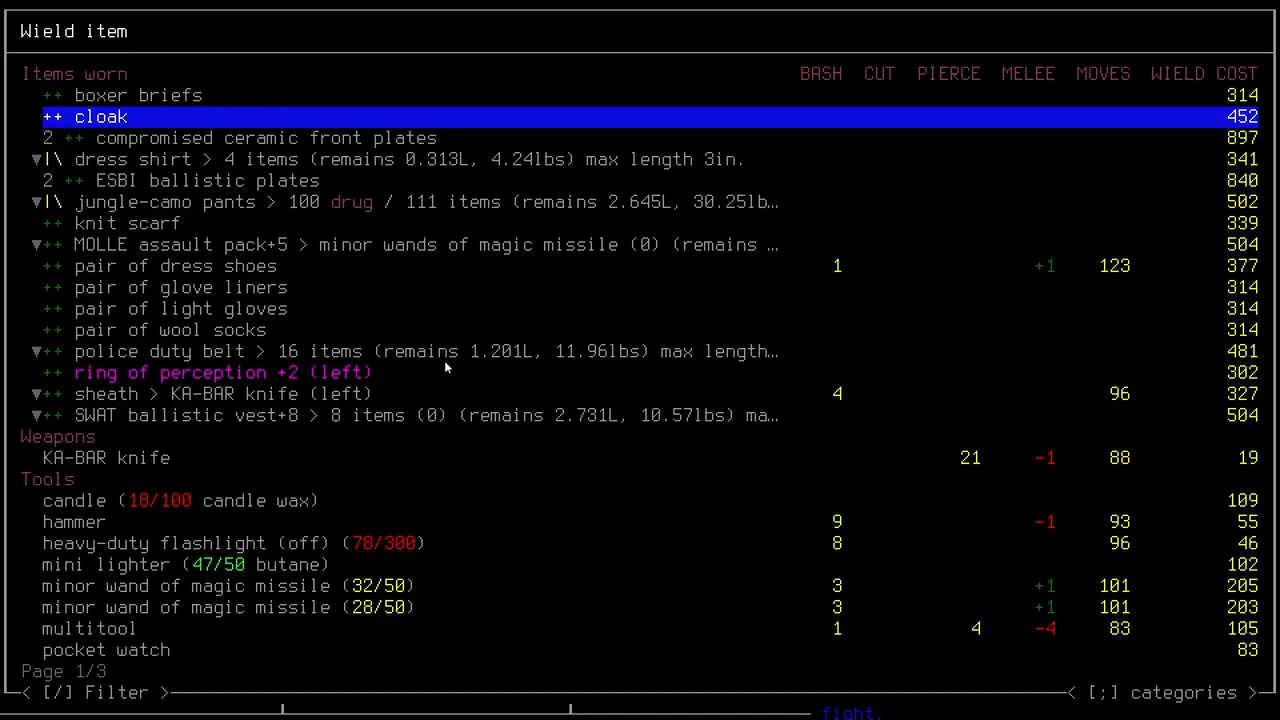 Wield item
Items worn BASH CUT PIERCE MELEE MOVES WIELD COST
++ boxer briefs 314
++ cloak 452
2 ++ compromised ceramic front plates 897
▼|\ dress shirt > 4 items (remains 0.313L, 4.24lbs) max length 3in. 341
2 ++ ESBI ballistic plates 840
▼|\ jungle-camo pants > 100 drug / 111 items (remains 2.645L, 30.25lb… 502
++ knit scarf 339
▼++ MOLLE assault pack+5 > minor wands of magic missile (0) (remains … 504
++ pair of dress shoes 1 +1 123 377
++ pair of glove liners 314
++ pair of light gloves 314
++ pair of wool socks 314
▼++ police duty belt > 16 items (remains 1.201L, 11.96lbs) max length… 481
++ ring of perception +2 (left) 302
▼++ sheath > KA-BAR knife (left) 4 96 327
▼++ SWAT ballistic vest+8 > 8 items (0) (remains 2.731L, 10.57lbs) ma… 504
Weapons
KA-BAR knife 21 -1 88 19
Tools
candle (18/100 candle wax) 109
hammer 9 -1 93 55
heavy-duty flashlight (off) (78/300) 8 96 46
mini lighter (47/50 butane) 102
minor wand of magic missile (32/50) 3 +1 101 205
minor wand of magic missile (28/50) 3 +1 101 203
multitool 1 4 -4 83 105
pocket watch 83
Page 1/3
< [/] Filter > < [;] categories >
fight.